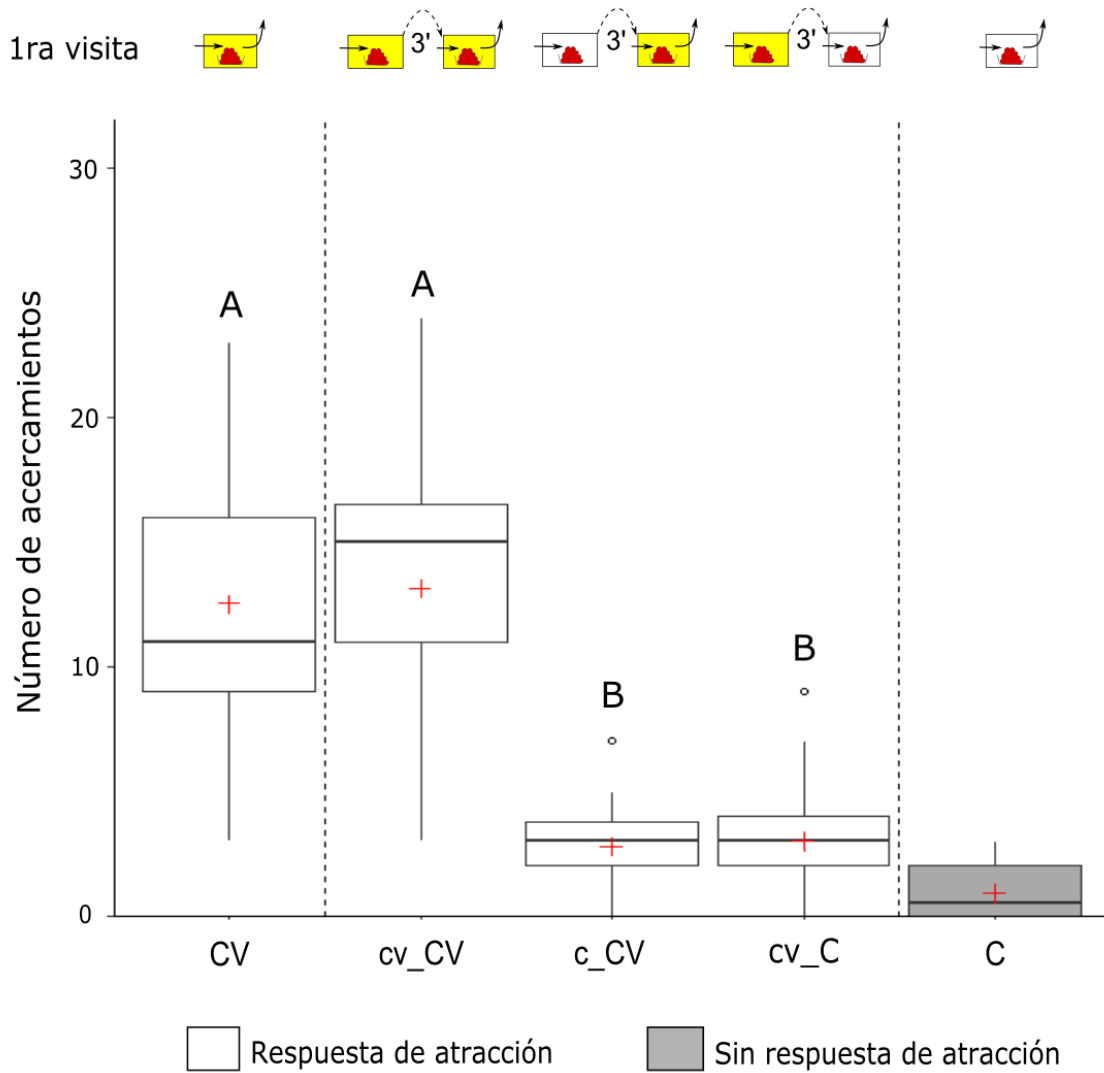 1ra visita
3'
3'
3'
30
20
10
0
Número de acercamientos
A
A
B
B
CV
cv_CV
c_CV
cv_C
C
Respuesta de atracción
Sin respuesta de atracción